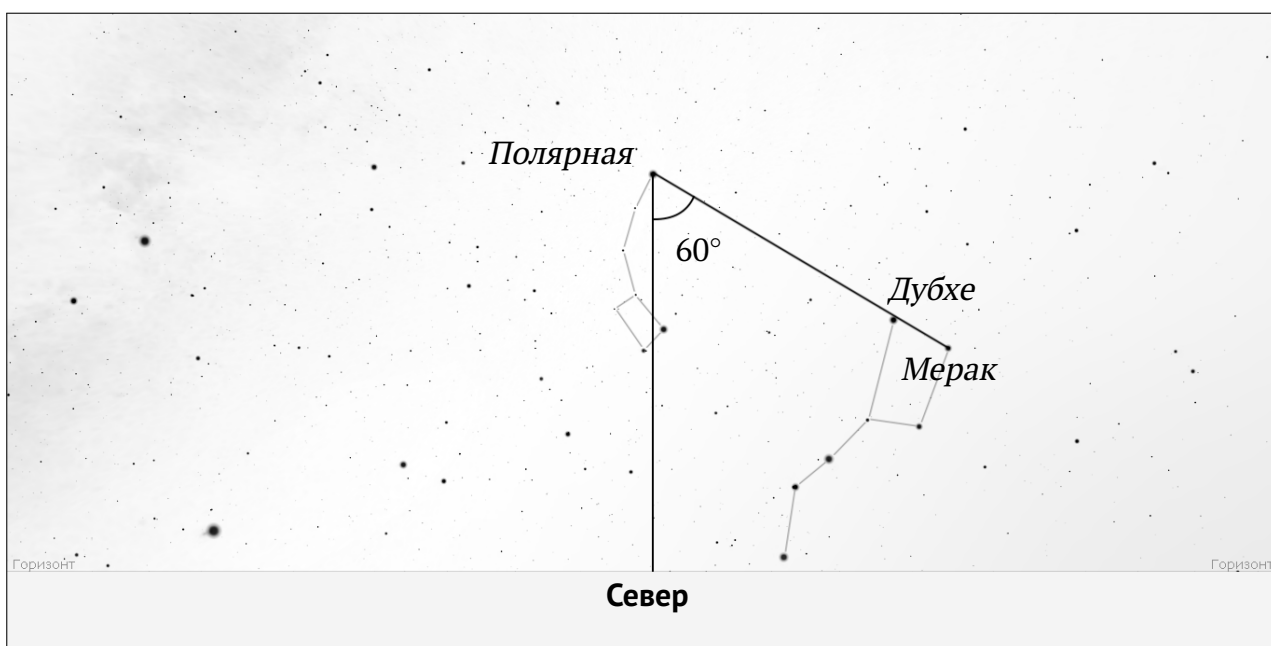 Полярная
60°
Дубхе
Мерак
Горизонт
Горизонт
Север